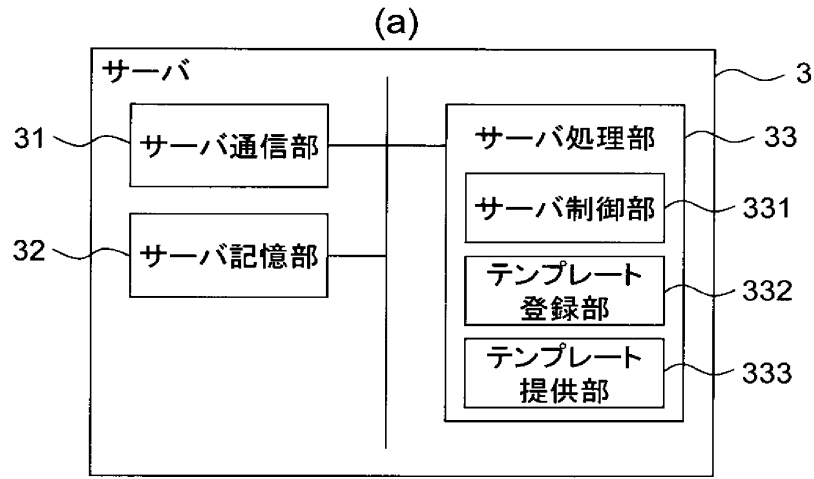 (a)
サーバ
3
31
サーバ通信部
サーバ処理部
33
サーバ制御部
331
32
サーバ記憶部
テンプレート
登録部
332
テンプレート
提供部
333